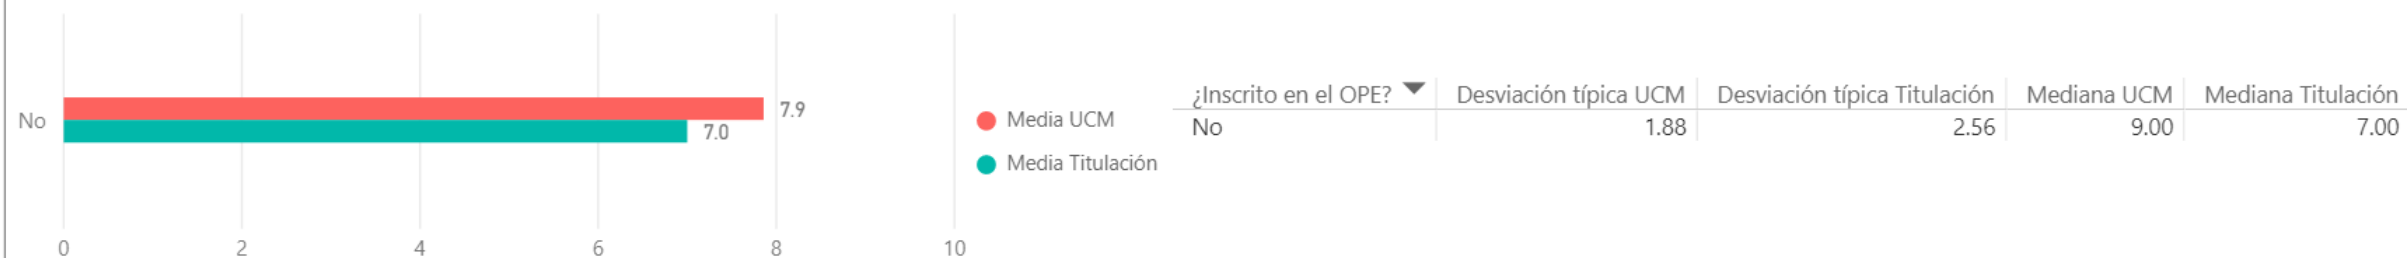 No
7.9
7.0
0 2 4 6 8 10
Media UCM
Media Titulación
¿Inscrito en el OPE? Desviación típica UCM Desviación típica Titulación Mediana UCM Mediana Titulación
No 1.88 2.56 9.00 7.00